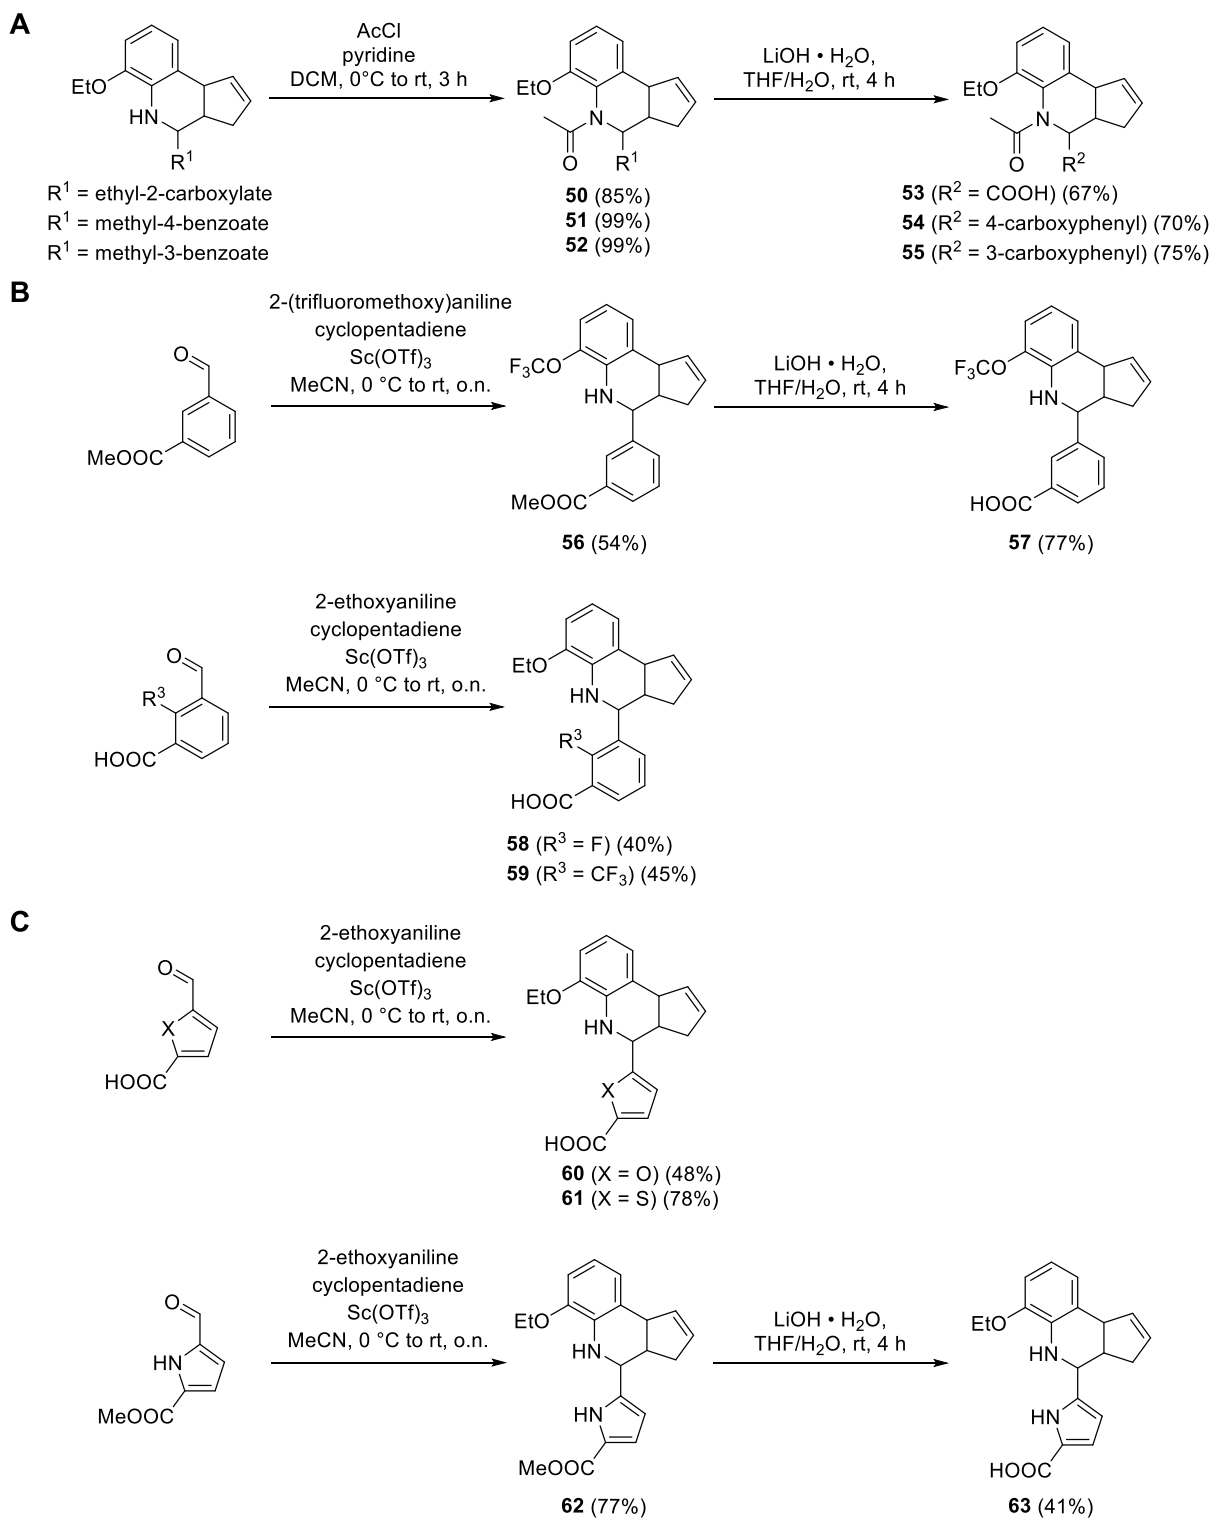 A
AcCl
pyridine
DCM, 0°C to rt, 3 h
LiOH • H2O,
THF/H2O, rt, 4 h
EtO
HN
R1
EtO
N
O
R1
EtO
N
O
R2
R1 = ethyl-2-carboxylate
R1 = methyl-4-benzoate
R1 = methyl-3-benzoate
50 (85%)
51 (99%)
52 (99%)
53 (R2 = COOH) (67%)
54 (R2 = 4-carboxyphenyl) (70%)
55 (R2 = 3-carboxyphenyl) (75%)
B
2-(trifluoromethoxy)aniline
cyclopentadiene
Sc(OTf)3
MeCN, 0 °C to rt, o.n.
LiOH • H2O,
THF/H2O, rt, 4 h
O
MeOOC
F3C
O
HN
MeOOC
F3C
O
HN
HOOC
56 (54%)
57 (77%)
2-ethoxyaniline
cyclopentadiene
Sc(OTf)3
MeCN, 0 °C to rt, o.n.
O
R3
HOOC
EtO
HN
R3
HOOC
58 (R3 = F) (40%)
59 (R3 = CF3) (45%)
C
2-ethoxyaniline
cyclopentadiene
Sc(OTf)3
MeCN, 0 °C to rt, o.n.
O
X
HOOC
EtO
HN
X
HOOC
60 (X = O) (48%)
61 (X = S) (78%)
2-ethoxyaniline
cyclopentadiene
Sc(OTf)3
MeCN, 0 °C to rt, o.n.
LiOH • H2O,
THF/H2O, rt, 4 h
O
HN
MeOOC
EtO
HN
HN
MeOOC
EtO
HN
HN
HOOC
62 (77%)
63 (41%)